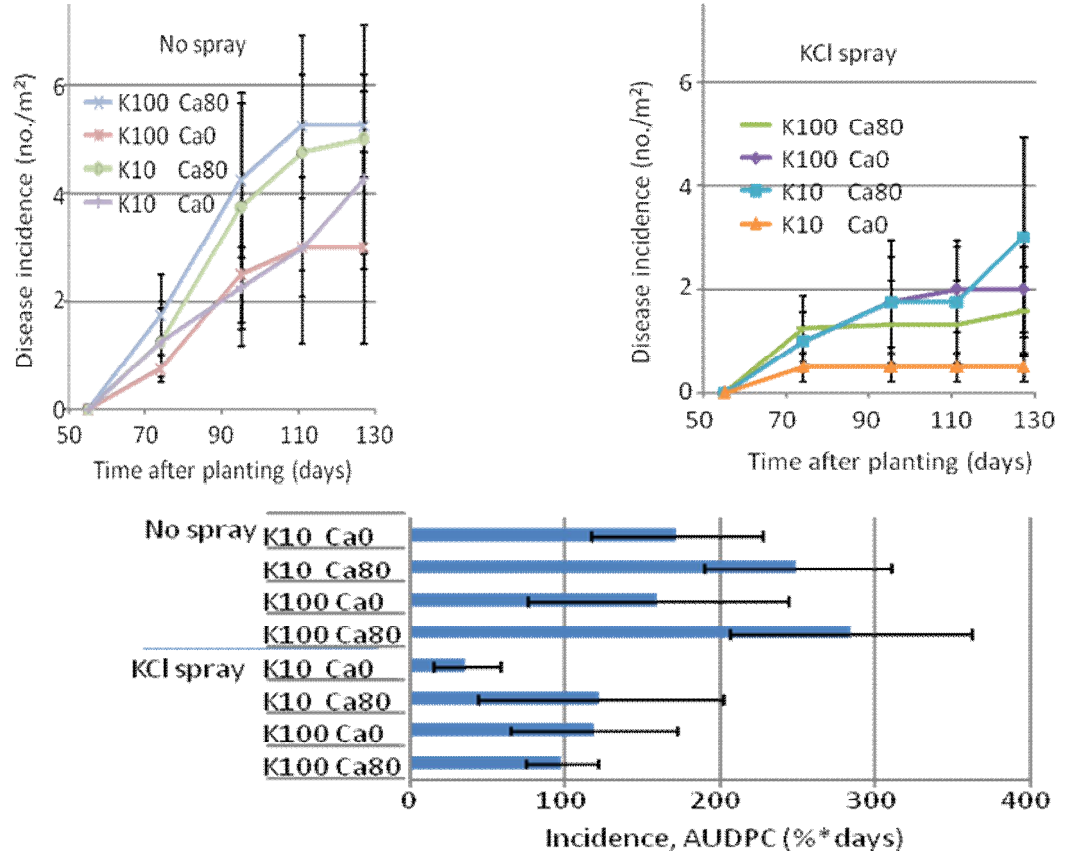 No spray
Disease incidence (no./m²)
6
4
2
0
K100 Ca80
K100 Ca0
K10 Ca80
K10 Ca0
50 70 90 110 130
Time after planting (days)
KCl spray
Disease incidence (no./m²)
6
4
2
0
K100 Ca80
K100 Ca0
K10 Ca80
K10 Ca0
50 70 90 110 130
Time after planting (days)
No spray
K10 Ca0
K10 Ca80
K100 Ca0
K100 Ca80
KCl spray
K10 Ca0
K10 Ca80
K100 Ca0
K100 Ca80
0 100 200 300 400
Incidence, AUDPC (%*days)